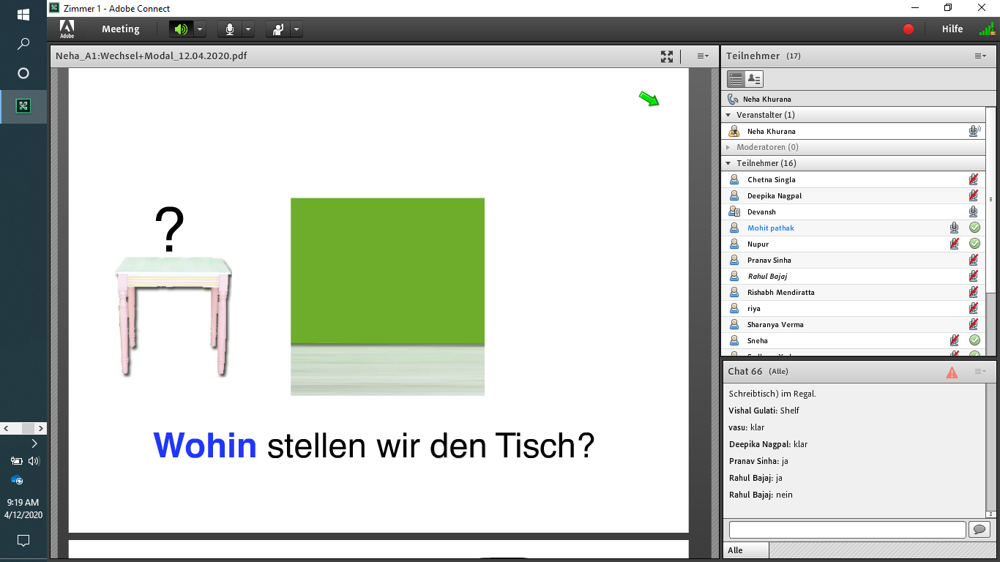 Zimmer 1 - Adobe Connect
Adobe
Meeting
Hilfe
Neha_A1:Wechsel+Modal_12.04.2020.pdf
?
Wohin stellen wir den Tisch?
Teilnehmer (17)
Neha Khurana
Veranstalter (1)
Neha Khurana
Moderatoren (0)
Teilnehmer (16)
Chetna Singla
Deepika Nagpal
Devansh
Mohit pathak
Nupur
Pranav Sinha
Rahul Bajaj
Rishabh Mendiratta
riya
Sharanya Verma
Sneha
Chat 66 (Alle)
Schreibtisch) im Regal.
Vishal Gulati: Shelf
vasu: klar
Deepika Nagpal: klar
Pranav Sinha: ja
Rahul Bajaj: ja
Rahul Bajaj: nein
Alle
9:19 AM
4/12/2020